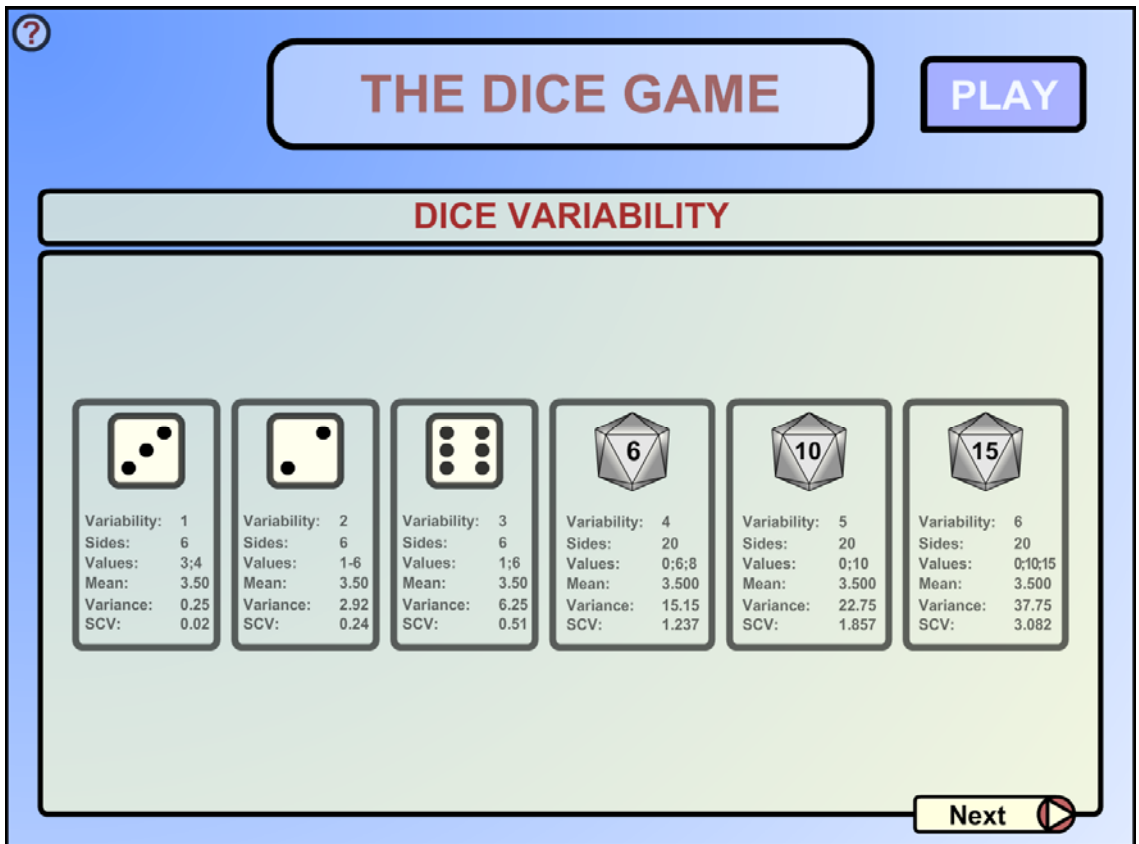 ?
THE DICE GAME
PLAY
DICE VARIABILITY
Variability: 1
Sides: 6
Values: 3;4
Mean: 3.50
Variance: 0.25
SCV: 0.02
Variability: 2
Sides: 6
Values: 1-6
Mean: 3.50
Variance: 2.92
SCV: 0.24
Variability: 3
Sides: 6
Values: 1;6
Mean: 3.50
Variance: 6.25
SCV: 0.51
6
Variability: 4
Sides: 20
Values: 0;6;8
Mean: 3.500
Variance: 15.15
SCV: 1.237
10
Variability: 5
Sides: 20
Values: 0;10
Mean: 3.500
Variance: 22.75
SCV: 1.857
15
Variability: 6
Sides: 20
Values: 0;10;15
Mean: 3.500
Variance: 37.75
SCV: 3.082
Next